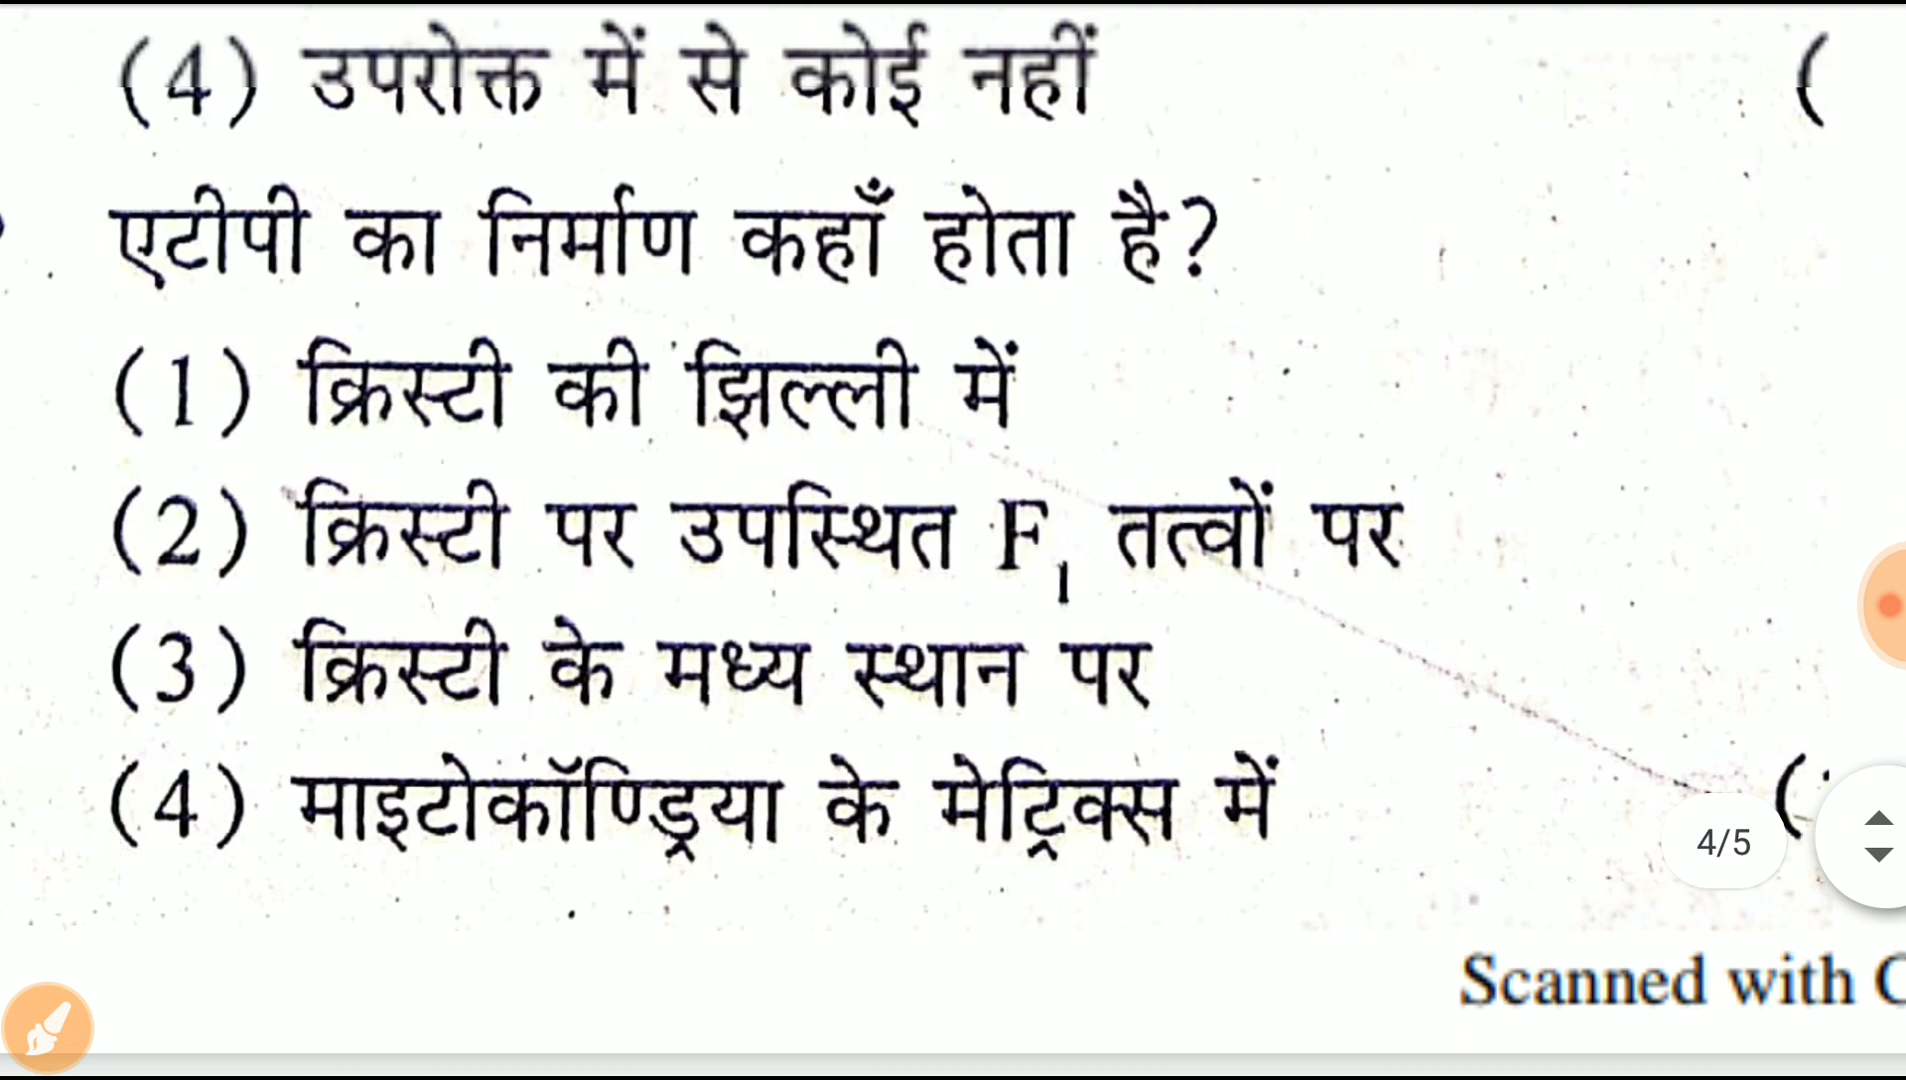 (4) उपरोक्त में से कोई नहीं (
एटीपी का निर्माण कहाँ होता है?
(1) क्रिस्टी की झिल्ली में
(2) क्रिस्टी पर उपस्थित F₁ तत्वों पर
(3) क्रिस्टी के मध्य स्थान पर
(4) माइटोकॉण्ड्रिया के मेट्रिक्स में (
4/5
Scanned with C